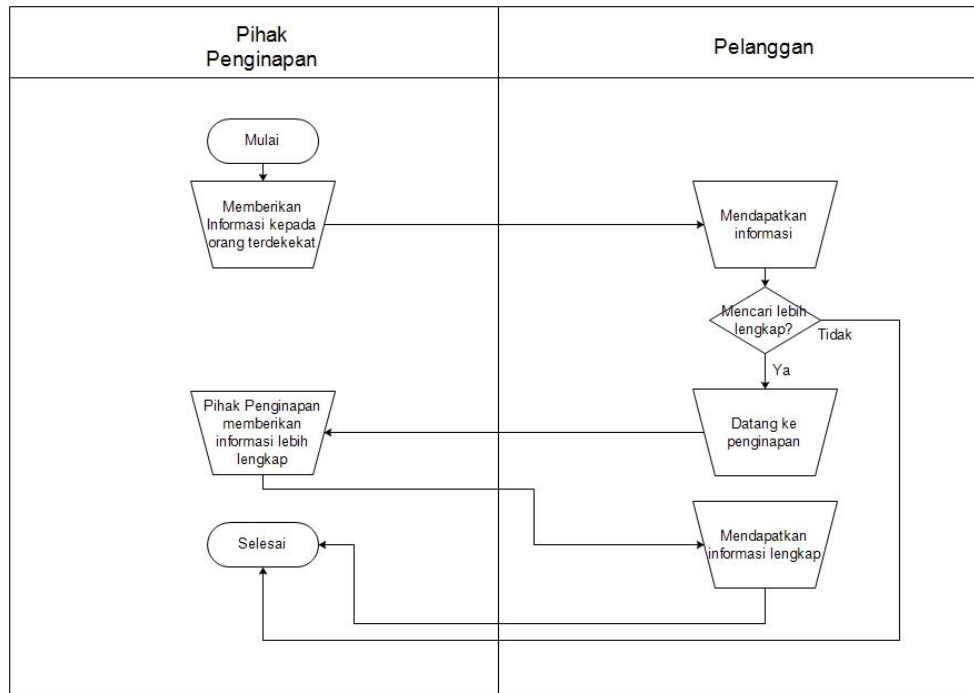 Pihak
Penginapan
Pelanggan
Mulai
Memberikan
Informasi kepada
orang terdekekat
Mendapatkan
informasi
Mencari lebih
lengkap?
Tidak
Ya
Pihak Penginapan
memberikan
informasi lebih
lengkap
Datang ke
penginapan
Selesai
Mendapatkan
informasi lengkap